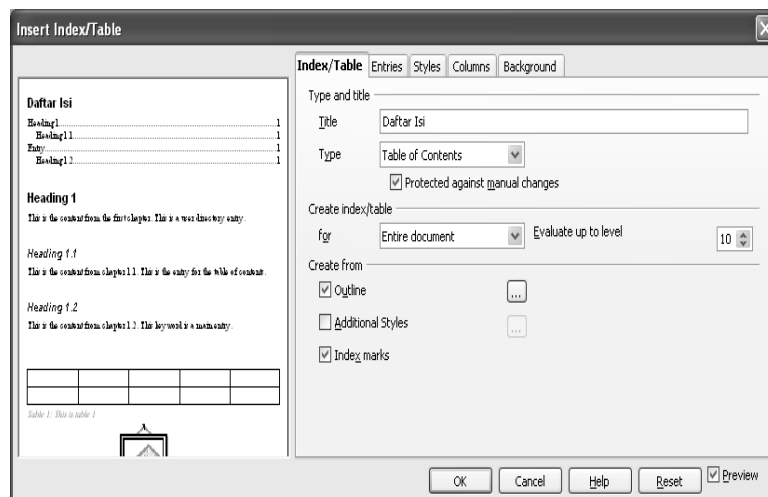 Insert Index/Table
Daftar Isi
Heading 1 1
Heading 1.1 1
Entry 1
Heading 1.2 1
Heading 1
This is the content from the first chapter. This is a user directory entry.
Heading 1.1
This is the content from chapter 1.1. This is the entry for the table of contents.
Heading 1.2
This is the content from chapter 1.2. This keyword is a main entry.
Table 1: This is table 1
Index/Table Entries Styles Columns Background
Type and title
Title Daftar Isi
Type Table of Contents
Protected against manual changes
Create index/table
for Entire document Evaluate up to level 10
Create from
Outline ...
Additional Styles ...
Index marks
OK Cancel Help Reset Preview